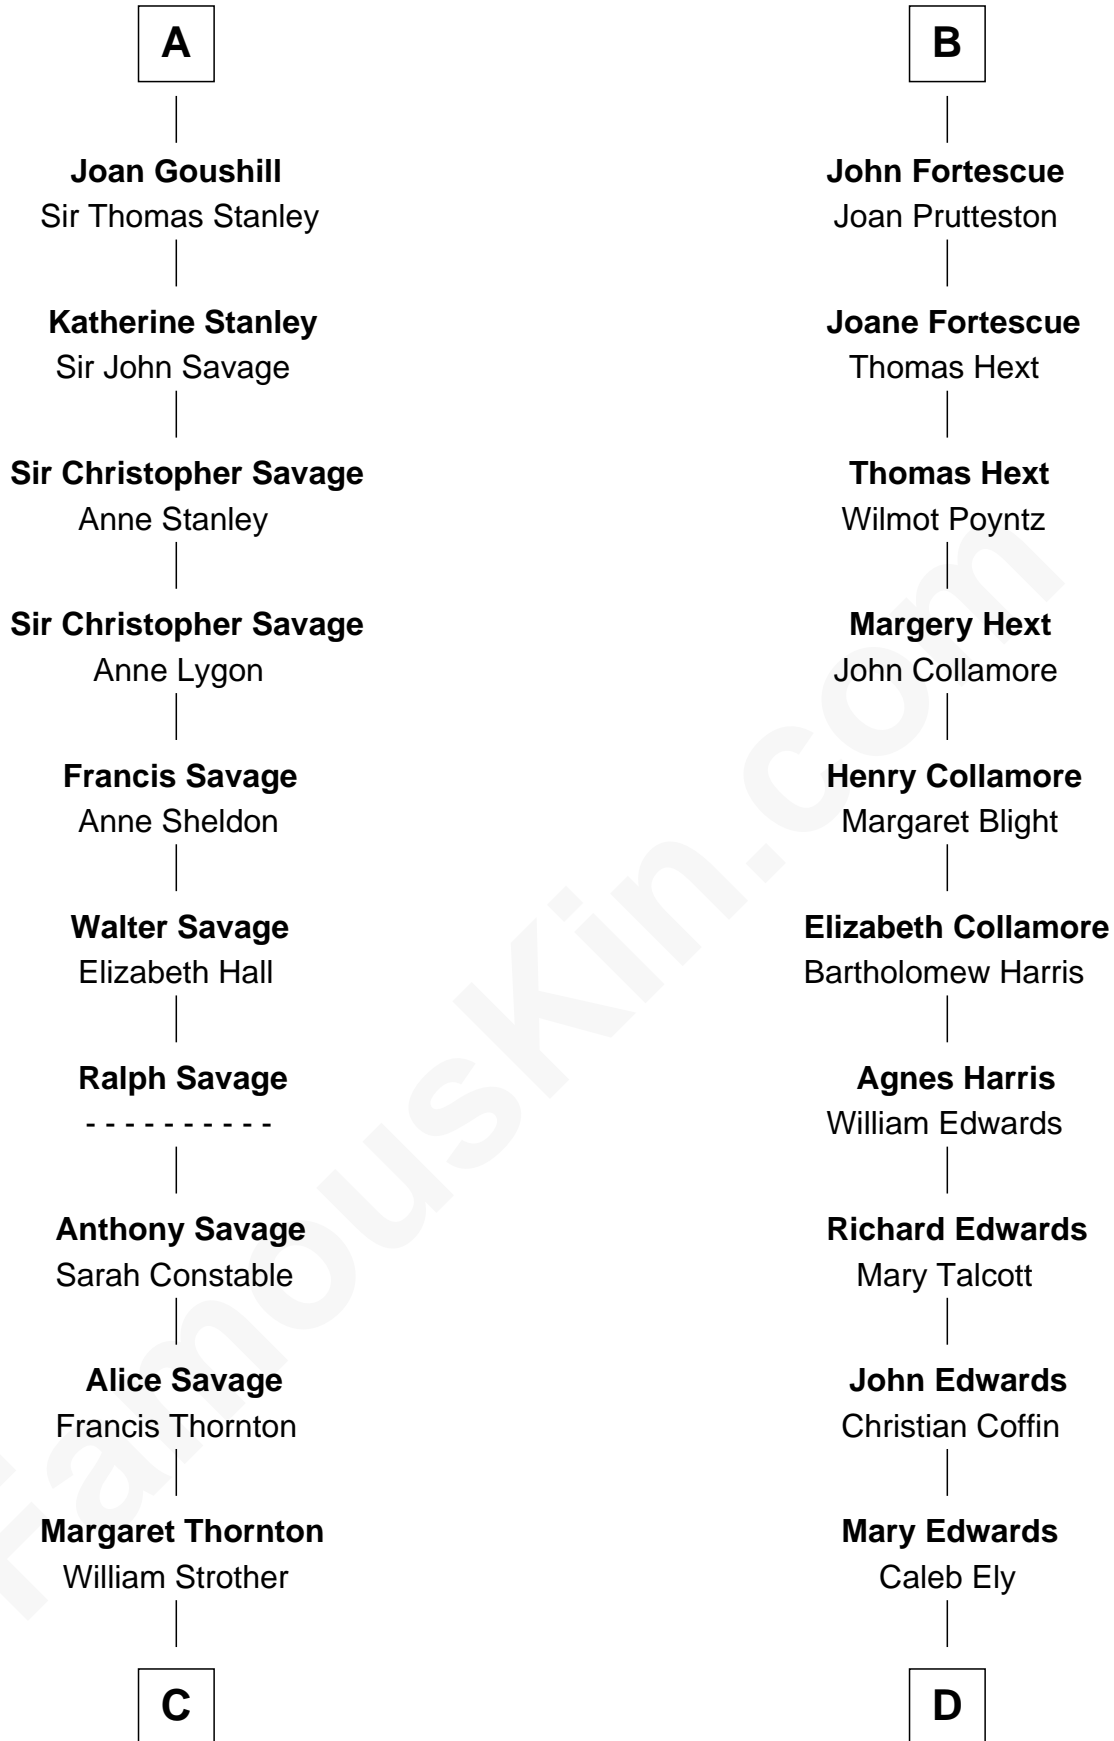 A
Joan Goushill
Sir Thomas Stanley
Katherine Stanley
Sir John Savage
Sir Christopher Savage
Anne Stanley
Sir Christopher Savage
Anne Lygon
Francis Savage
Anne Sheldon
Walter Savage
Elizabeth Hall
Ralph Savage
- - - - - - - - - -
Anthony Savage
Sarah Constable
Alice Savage
Francis Thornton
Margaret Thornton
William Strother
C
B
John Fortescue
Joan Prutteston
Joane Fortescue
Thomas Hext
Thomas Hext
Wilmot Poyntz
Margery Hext
John Collamore
Henry Collamore
Margaret Blight
Elizabeth Collamore
Bartholomew Harris
Agnes Harris
William Edwards
Richard Edwards
Mary Talcott
John Edwards
Christian Coffin
Mary Edwards
Caleb Ely
D
FamousKin.com